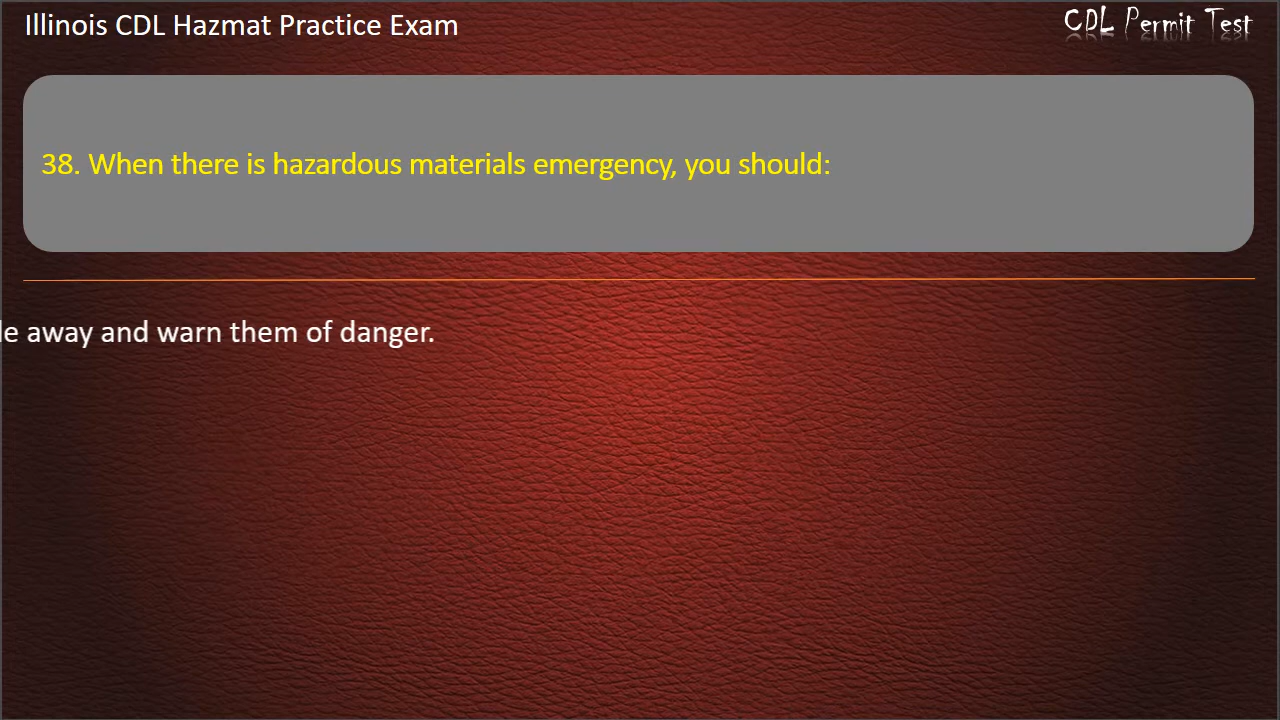 Illinois CDL Hazmat Practice Exam
CDL Permit Test
38. When there is hazardous materials emergency, you should:
away and warn them of danger.